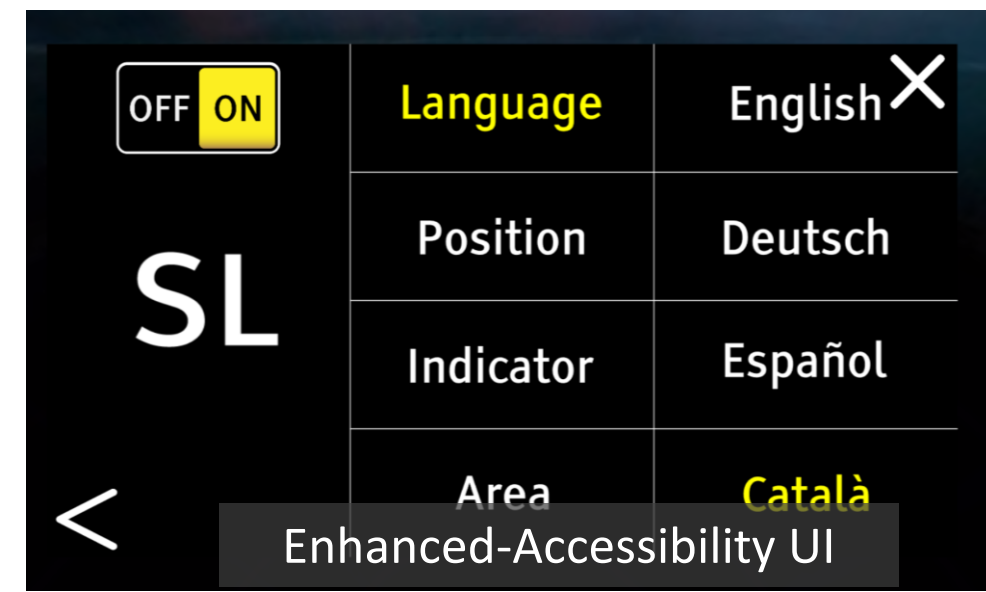 OFF ON
SL
<
Language
Position
Indicator
Area
English
Deutsch
Español
Català
Enhanced-Accessibility UI